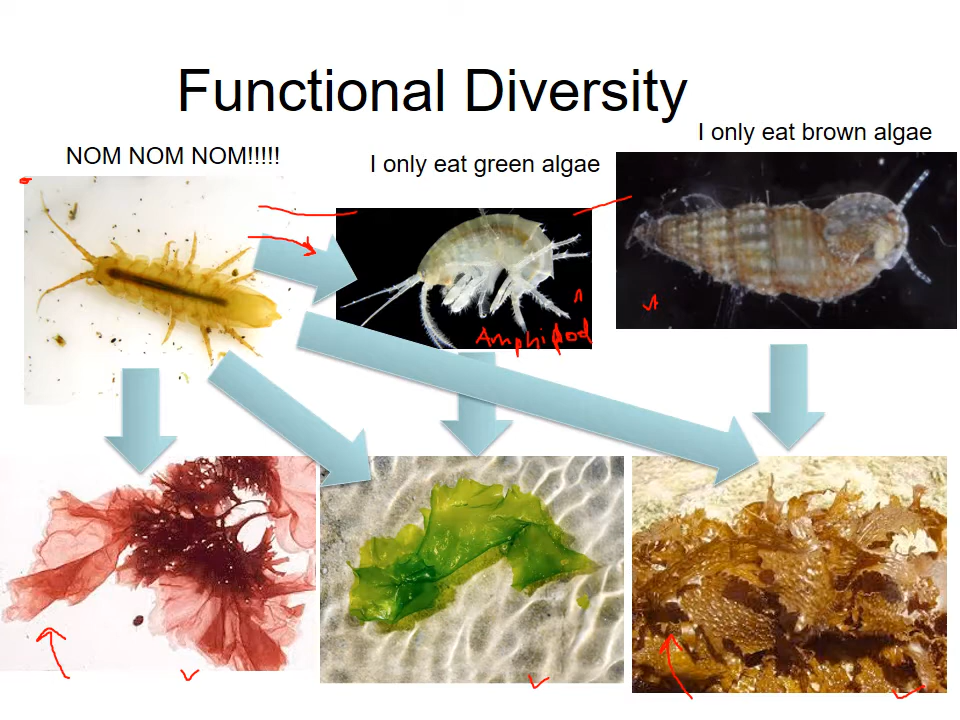 Functional Diversity
NOM NOM NOM!!!!!
I only eat green algae
I only eat brown algae
Amphipod